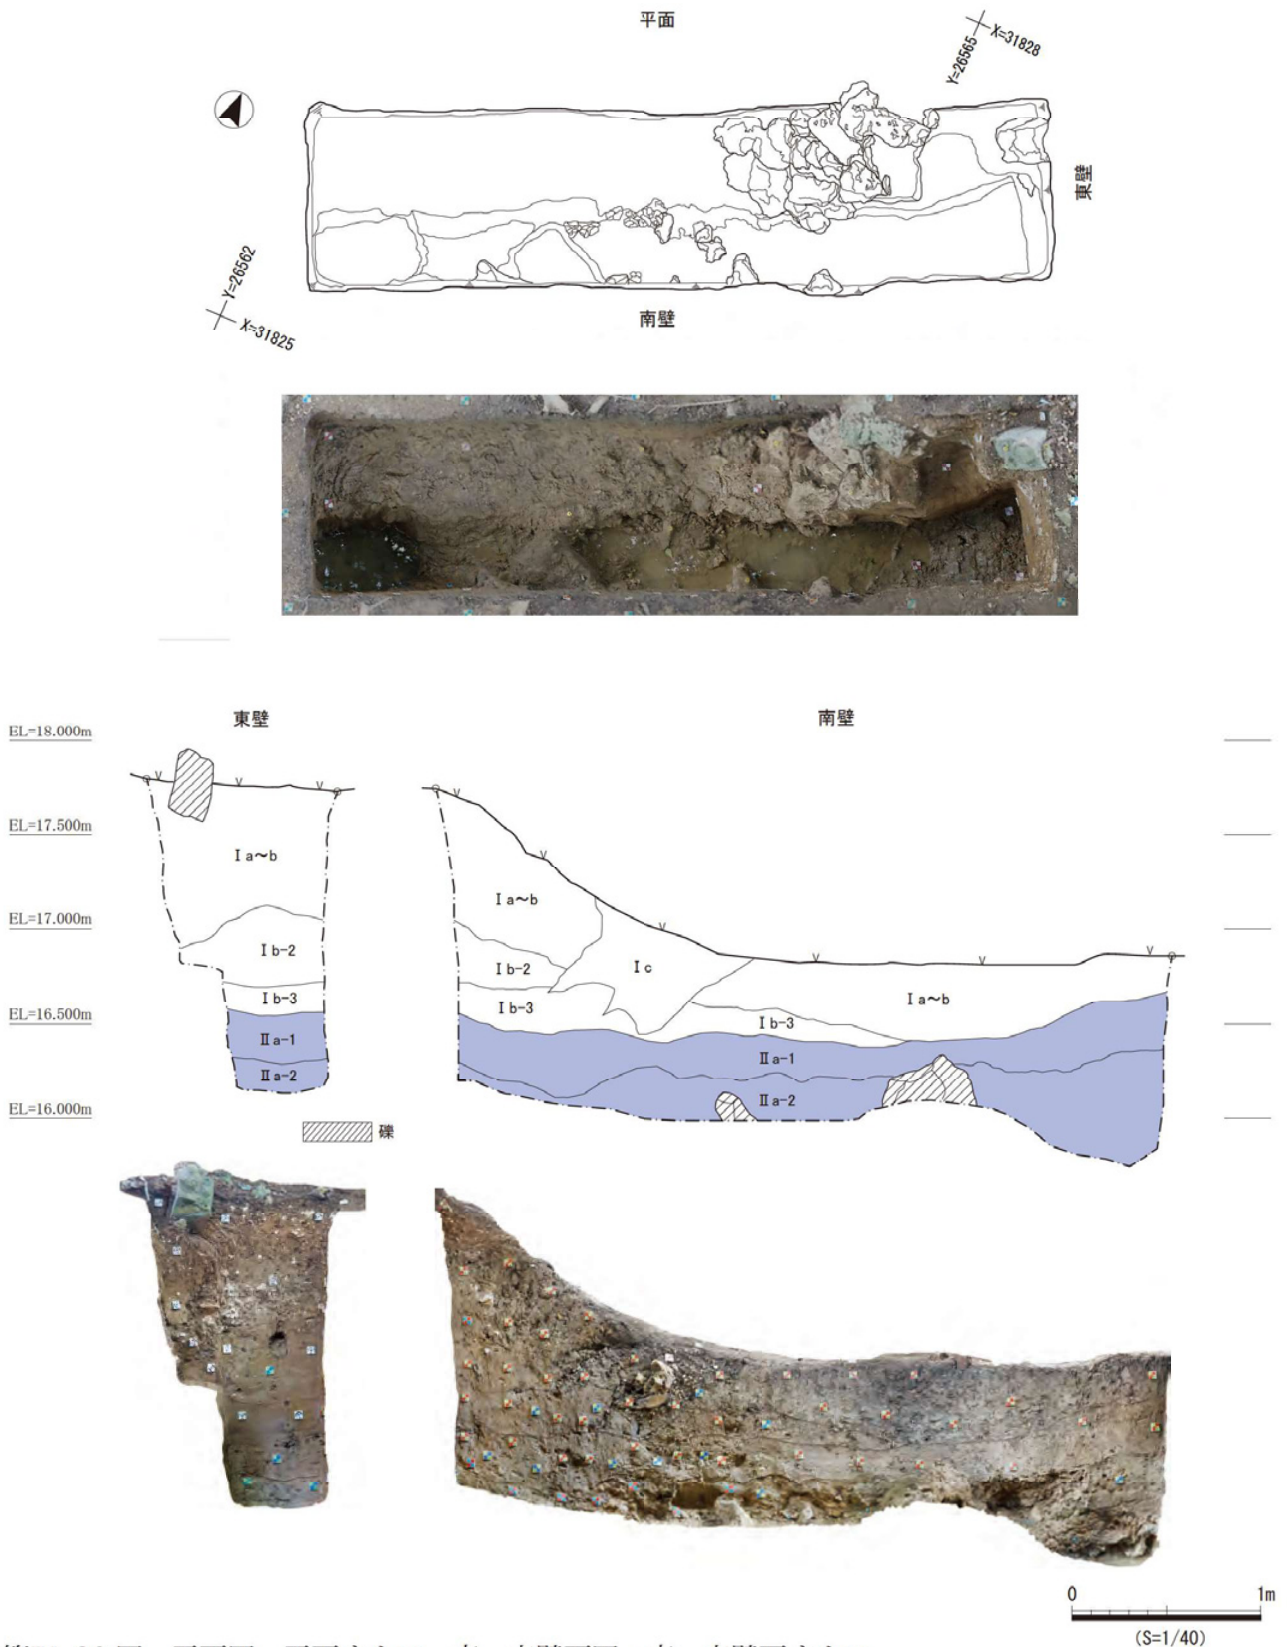 平面
Y=26565
X=31828
東壁
Y=26562
X=31825
南壁
東壁
南壁
EL=18.000m
EL=17.500m
EL=17.000m
EL=16.500m
EL=16.000m
Ⅰa～b
Ⅰb-2
Ⅰb-3
Ⅱa-1
Ⅱa-2
Ⅰa～b
Ⅰb-2
Ⅰb-3
Ⅰc
Ⅰa～b
Ⅰb-3
Ⅱa-1
Ⅱa-2
礫
0 1m
(S=1/40)